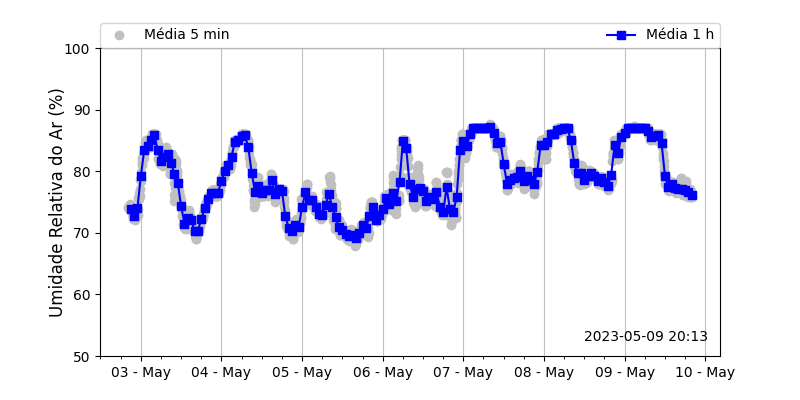 Média 5 min
Média 1 h
Umidade Relativa do Ar (%)
100
90
80
70
60
50
2023-05-09 20:13
03 - May
04 - May
05 - May
06 - May
07 - May
08 - May
09 - May
10 - May